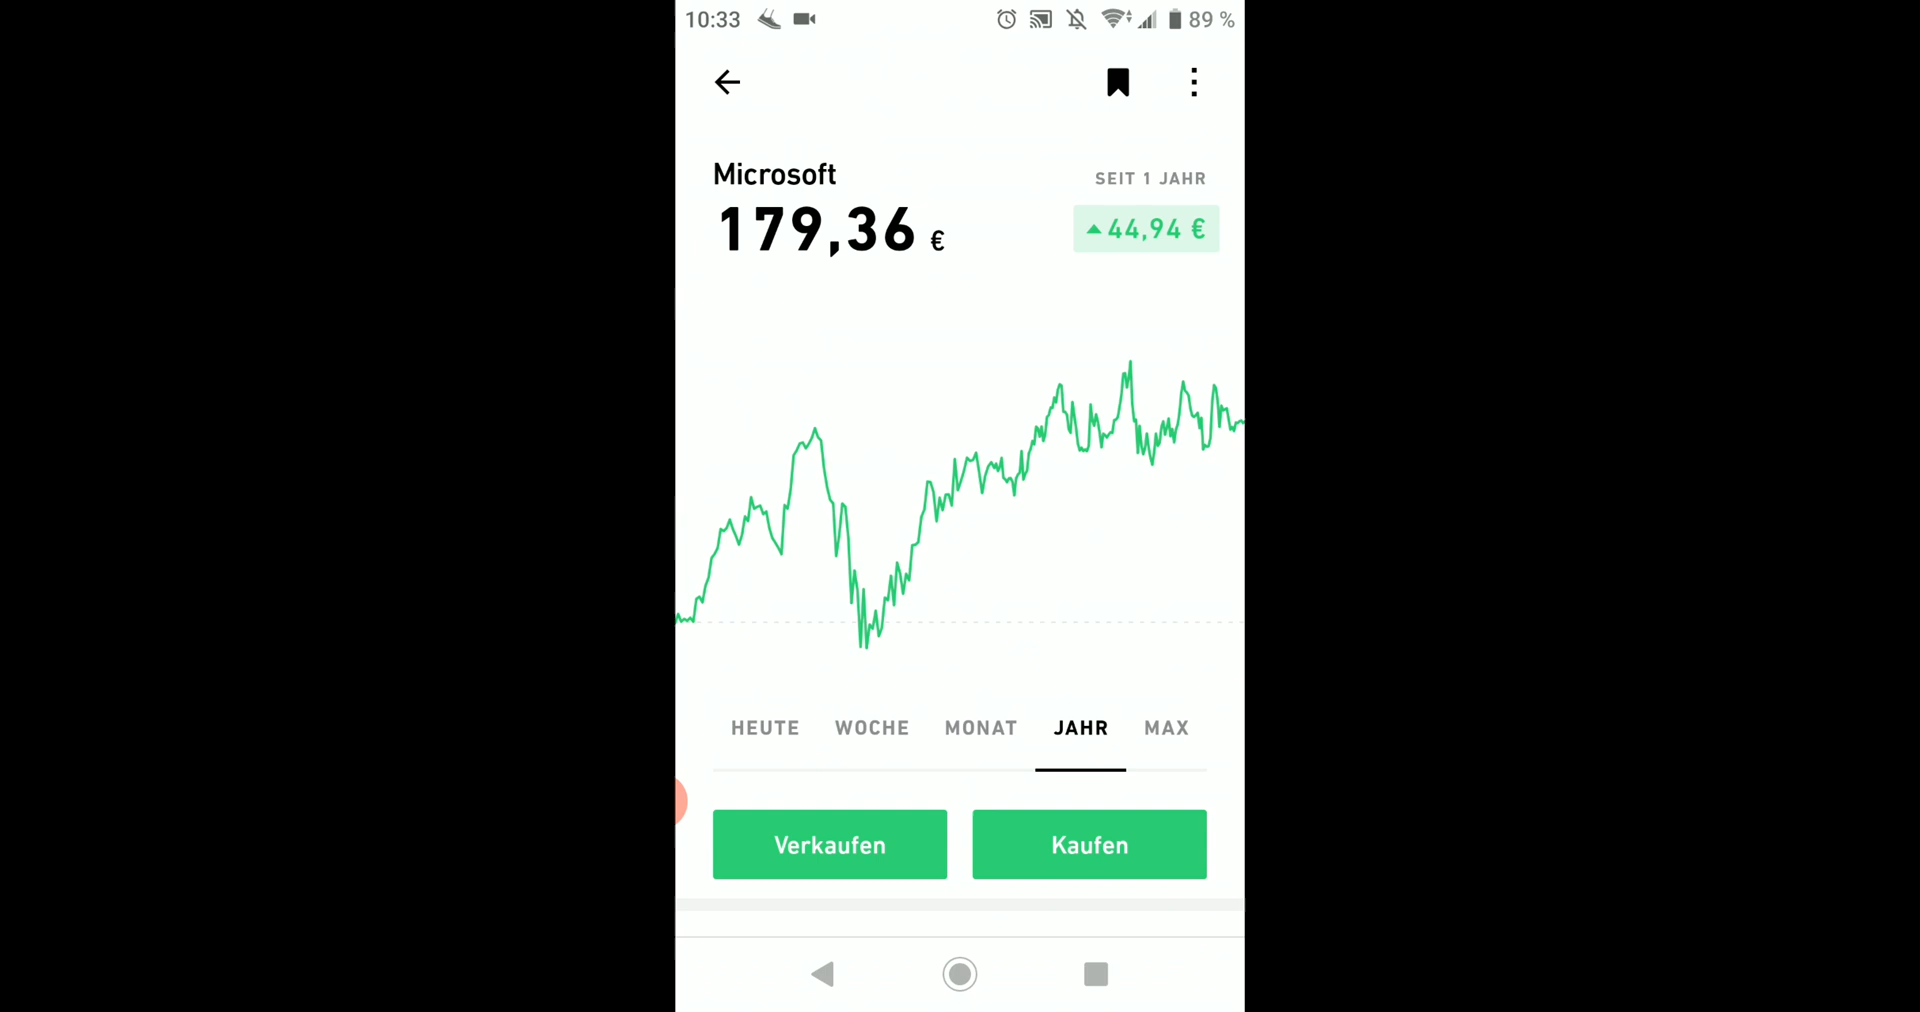 10:33 89 %
Microsoft
SEIT 1 JAHR
179,36 €
44,94 €
HEUTE WOCHE MONAT JAHR MAX
Verkaufen Kaufen